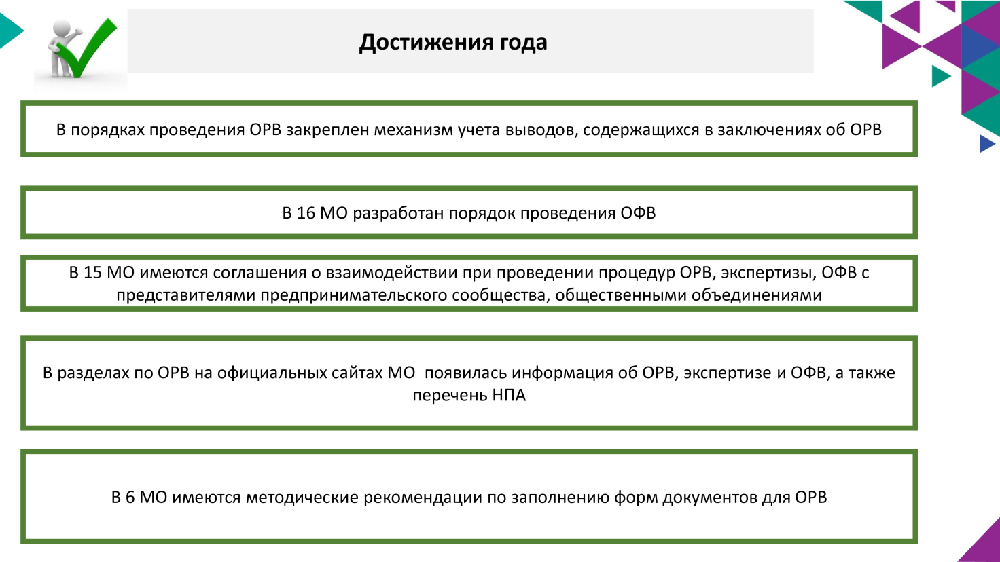 Достижения года
В порядках проведения ОРВ закреплен механизм учета выводов, содержащихся в заключениях об ОРВ
В 16 МО разработан порядок проведения ОФВ
В 15 МО имеются соглашения о взаимодействии при проведении процедур ОРВ, экспертизы, ОФВ с
представителями предпринимательского сообщества, общественными объединениями
В разделах по ОРВ на официальных сайтах МО  появилась информация об ОРВ, экспертизе и ОФВ, а также
перечень НПА
В 6 МО имеются методические рекомендации по заполнению форм документов для ОРВ